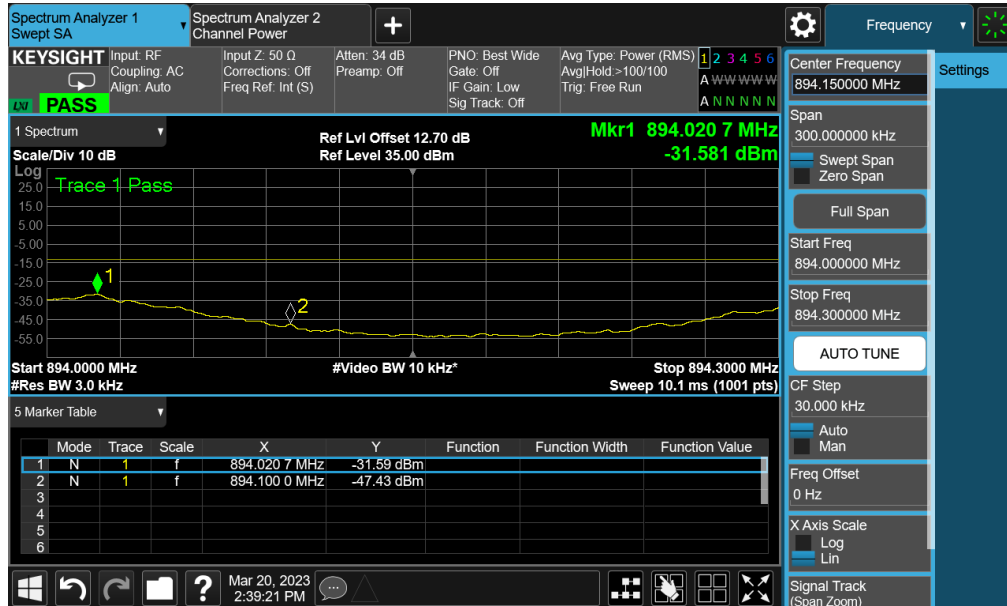 Spectrum Analyzer 1
Swept SA
Spectrum Analyzer 2
Channel Power
Frequency
KEYSIGHT
LXI
PASS
Input: RF
Coupling: AC
Align: Auto
Input Z: 50 Ω
Corrections: Off
Freq Ref: Int (S)
Atten: 34 dB
Preamp: Off
PNO: Best Wide
Gate: Off
IF Gain: Low
Sig Track: Off
Avg Type: Power (RMS)
Avg|Hold:>100/100
Trig: Free Run
1 2 3 4 5 6
A W W W W W
A N N N N N
1 Spectrum
Scale/Div 10 dB
Ref Lvl Offset 12.70 dB
Ref Level 35.00 dBm
Mkr1 894.020 7 MHz
-31.581 dBm
Log
Trace 1 Pass
25.0
15.0
5.00
-5.00
-15.0
-25.0
-35.0
-45.0
-55.0
1
2
Start 894.0000 MHz
#Video BW 10 kHz*
Stop 894.3000 MHz
#Res BW 3.0 kHz
Sweep 10.1 ms (1001 pts)
5 Marker Table
Mode Trace Scale X Y Function Function Width Function Value
1 N 1 f 894.020 7 MHz -31.59 dBm
2 N 1 f 894.100 0 MHz -47.43 dBm
3
4
5
6
Mar 20, 2023
2:39:21 PM
Center Frequency
894.150000 MHz
Settings
Span
300.000000 kHz
Swept Span
Zero Span
Full Span
Start Freq
894.000000 MHz
Stop Freq
894.300000 MHz
AUTO TUNE
CF Step
30.000 kHz
Auto
Man
Freq Offset
0 Hz
X Axis Scale
Log
Lin
Signal Track
(Span Zoom)